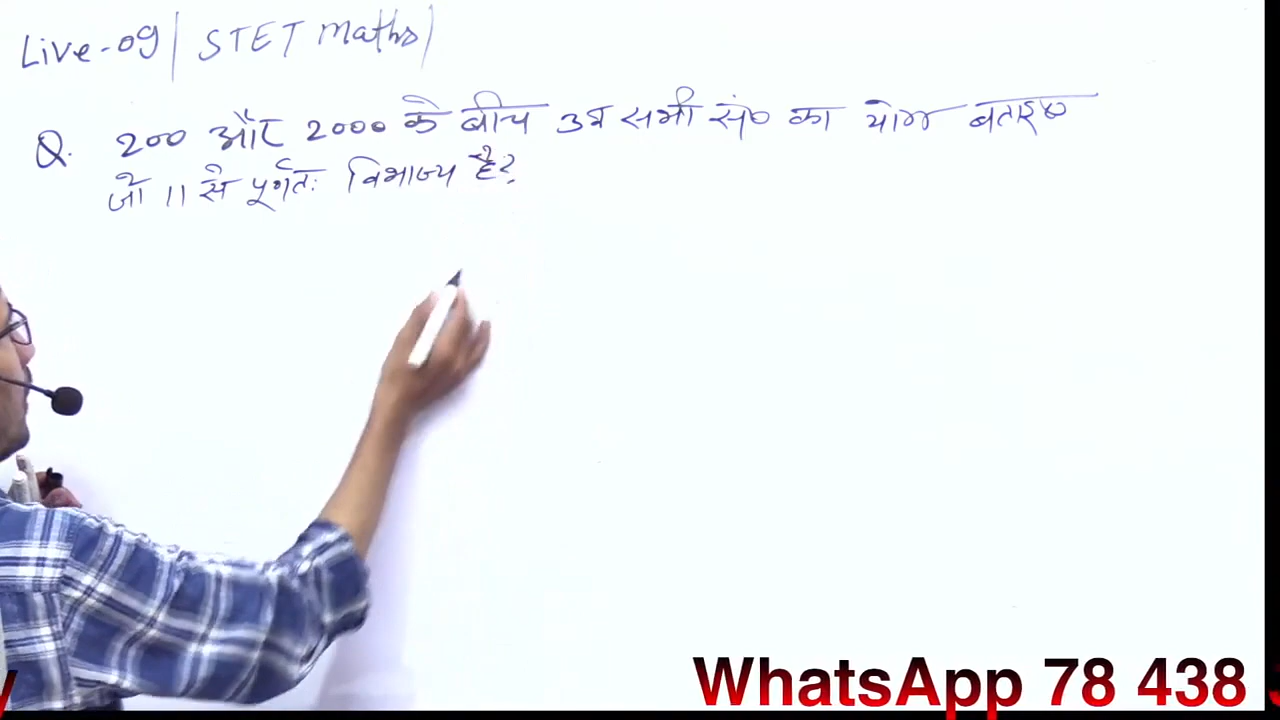 Live-09 | STET Maths |
Q. 200 और 2000 के बीच उन सभी सं० का योग बताइए
जो 11 से पूर्णतः विभाज्य है?
WhatsApp 78 438